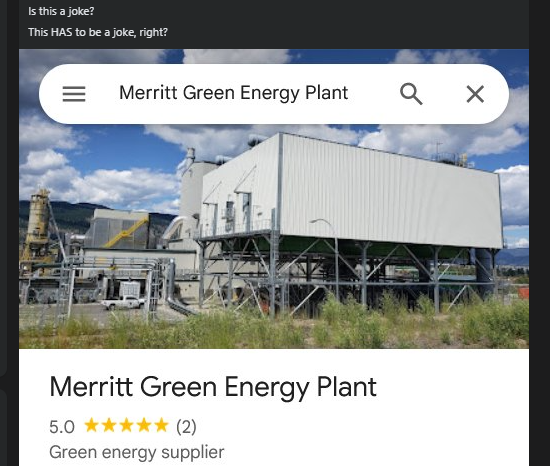 Is this a joke?
This HAS to be a joke, right?
Merritt Green Energy Plant
Merritt Green Energy Plant
5.0 ★★★★★ (2)
Green energy supplier